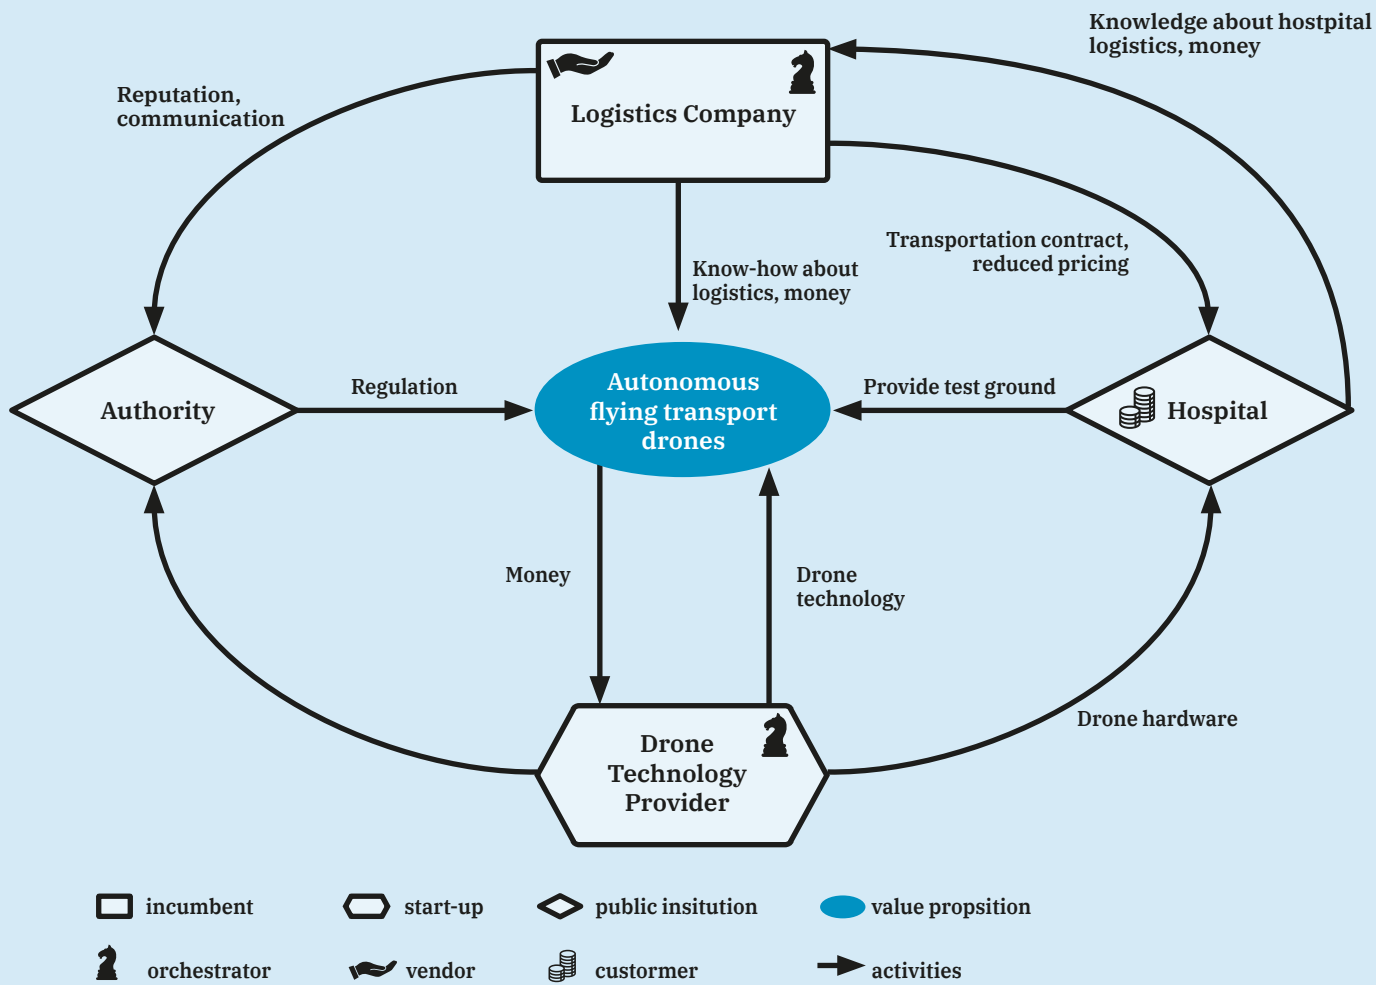 Knowledge about hostpital
logistics, money
Reputation,
communication
Logistics Company
Transportation contract,
reduced pricing
Know-how about
logistics, money
Authority
Regulation
Autonomous
flying transport
drones
Provide test ground
Hospital
Money
Drone
technology
Drone hardware
Drone
Technology
Provider
incumbent
start-up
public insitution
value propsition
orchestrator
vendor
custormer
activities